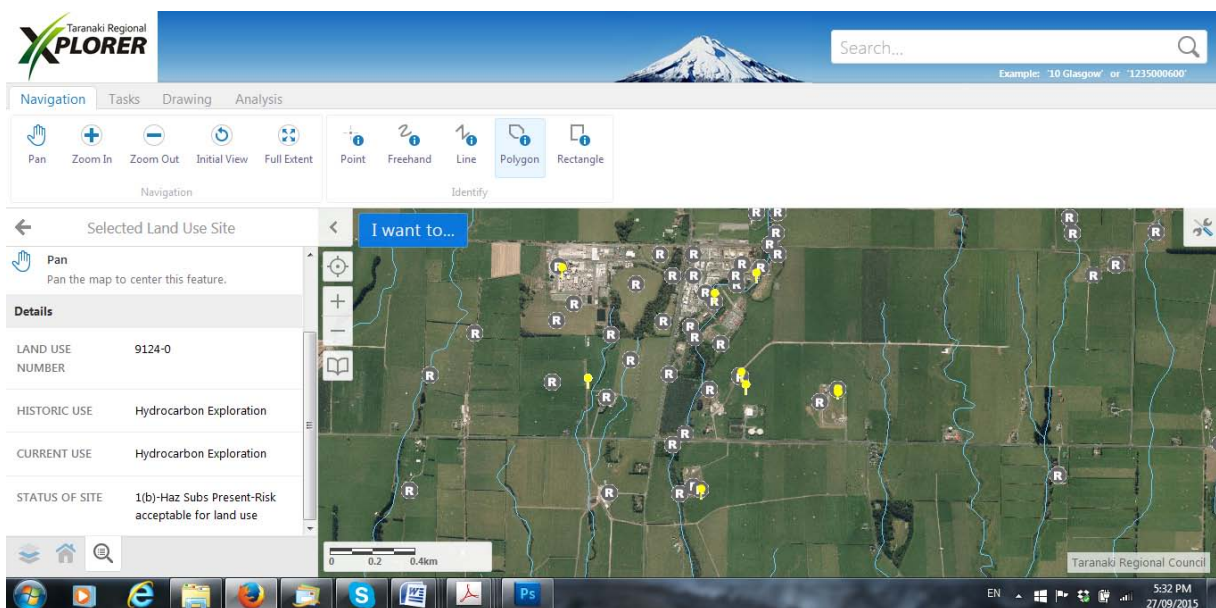 Taranaki Regional
XPLORER
Search...
Example: '10 Glasgow' or '1235000600'
Navigation Tasks Drawing Analysis
Pan Zoom In Zoom Out Initial View Full Extent Point Freehand Line Polygon Rectangle
Navigation Identify
Selected Land Use Site
I want to...
Pan
Pan the map to center this feature.
Details
LAND USE NUMBER 9124-0
HISTORIC USE Hydrocarbon Exploration
CURRENT USE Hydrocarbon Exploration
STATUS OF SITE 1(b)-Haz Subs Present-Risk
acceptable for land use
0 0.2 0.4km
Taranaki Regional Council
EN 5:32 PM
27/09/2015